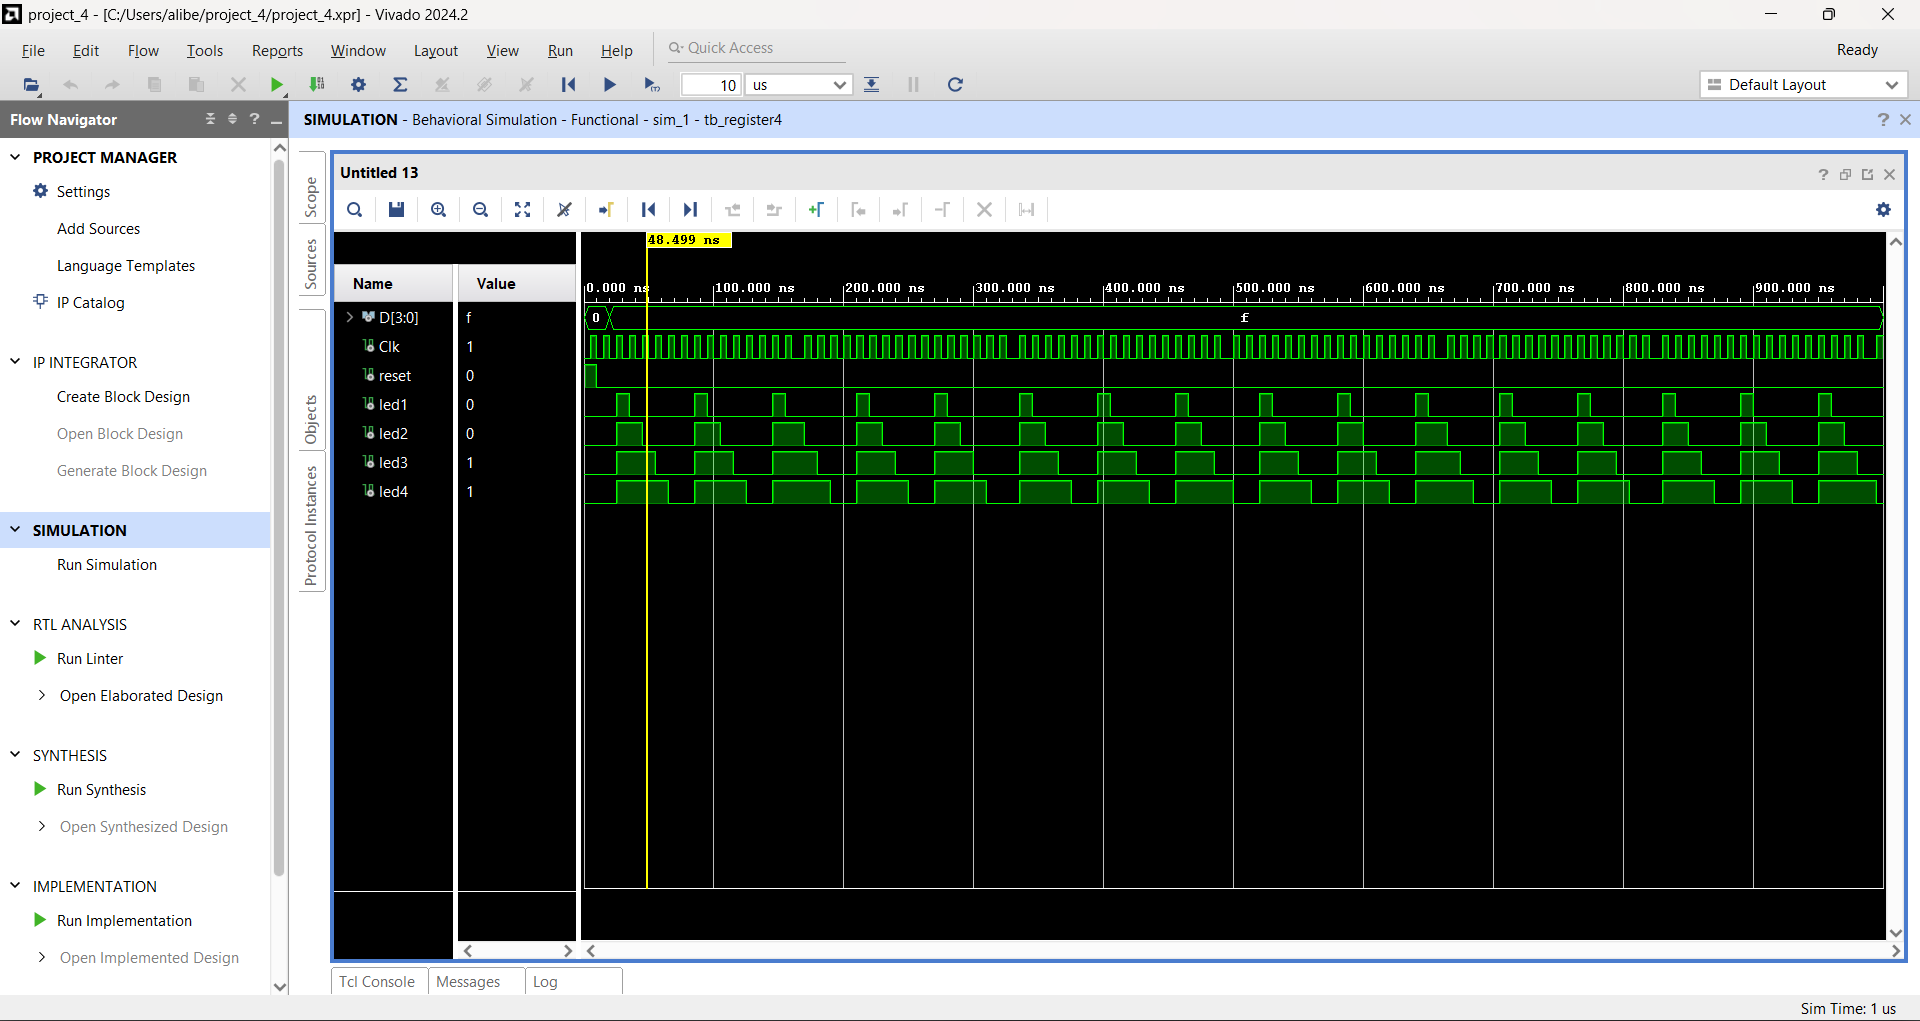 project_4 - [C:/Users/alibe/project_4/project_4.xpr] - Vivado 2024.2
File Edit Flow Tools Reports Window Layout View Run Help Quick Access Ready
10 us Default Layout
Flow Navigator
SIMULATION - Behavioral Simulation - Functional - sim_1 - tb_register4
PROJECT MANAGER
Settings
Add Sources
Language Templates
IP Catalog
IP INTEGRATOR
Create Block Design
Open Block Design
Generate Block Design
SIMULATION
Run Simulation
RTL ANALYSIS
Run Linter
Open Elaborated Design
SYNTHESIS
Run Synthesis
Open Synthesized Design
IMPLEMENTATION
Run Implementation
Open Implemented Design
Scope
Sources
Objects
Protocol Instances
Untitled 13
48.499 ns
Name Value
0.000 ns 100.000 ns 200.000 ns 300.000 ns 400.000 ns 500.000 ns 600.000 ns 700.000 ns 800.000 ns 900.000 ns
D[3:0] f 0 f
Clk 1
reset 0
led1 0
led2 0
led3 1
led4 1
Tcl Console Messages Log
Sim Time: 1 us